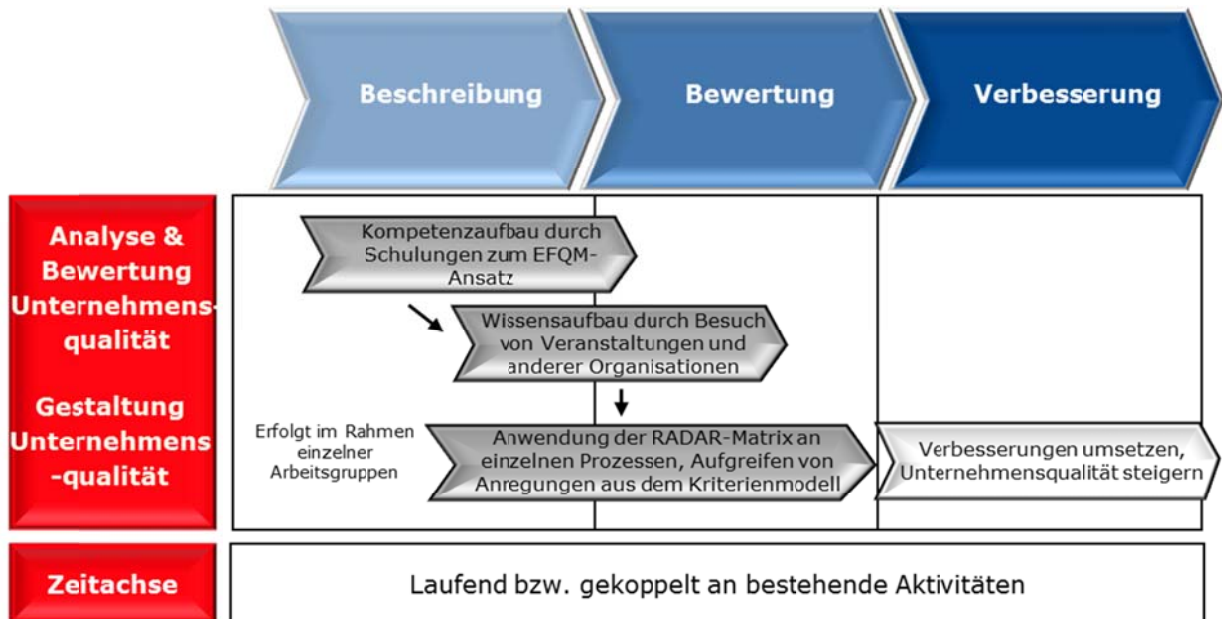 Beschreibung
Bewertung
Verbesserung
Analyse &
Bewertung
Unternehmens-
qualität
Gestaltung
Unternehmens
-qualität
Kompetenzaufbau durch
Schulungen zum EFQM-
Ansatz
Wissensaufbau durch Besuch
von Veranstaltungen und
anderer Organisationen
Erfolgt im Rahmen
einzelner
Arbeitsgruppen
Anwendung der RADAR-Matrix an
einzelnen Prozessen, Aufgreifen von
Anregungen aus dem Kriterienmodell
Verbesserungen umsetzen,
Unternehmensqualität steigern
Zeitachse
Laufend bzw. gekoppelt an bestehende Aktivitäten